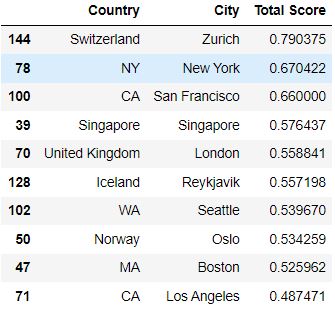 Country City Total Score
144 Switzerland Zurich 0.790375
78 NY New York 0.670422
100 CA San Francisco 0.660000
39 Singapore Singapore 0.576437
70 United Kingdom London 0.558841
128 Iceland Reykjavik 0.557198
102 WA Seattle 0.539670
50 Norway Oslo 0.534259
47 MA Boston 0.525962
71 CA Los Angeles 0.487471